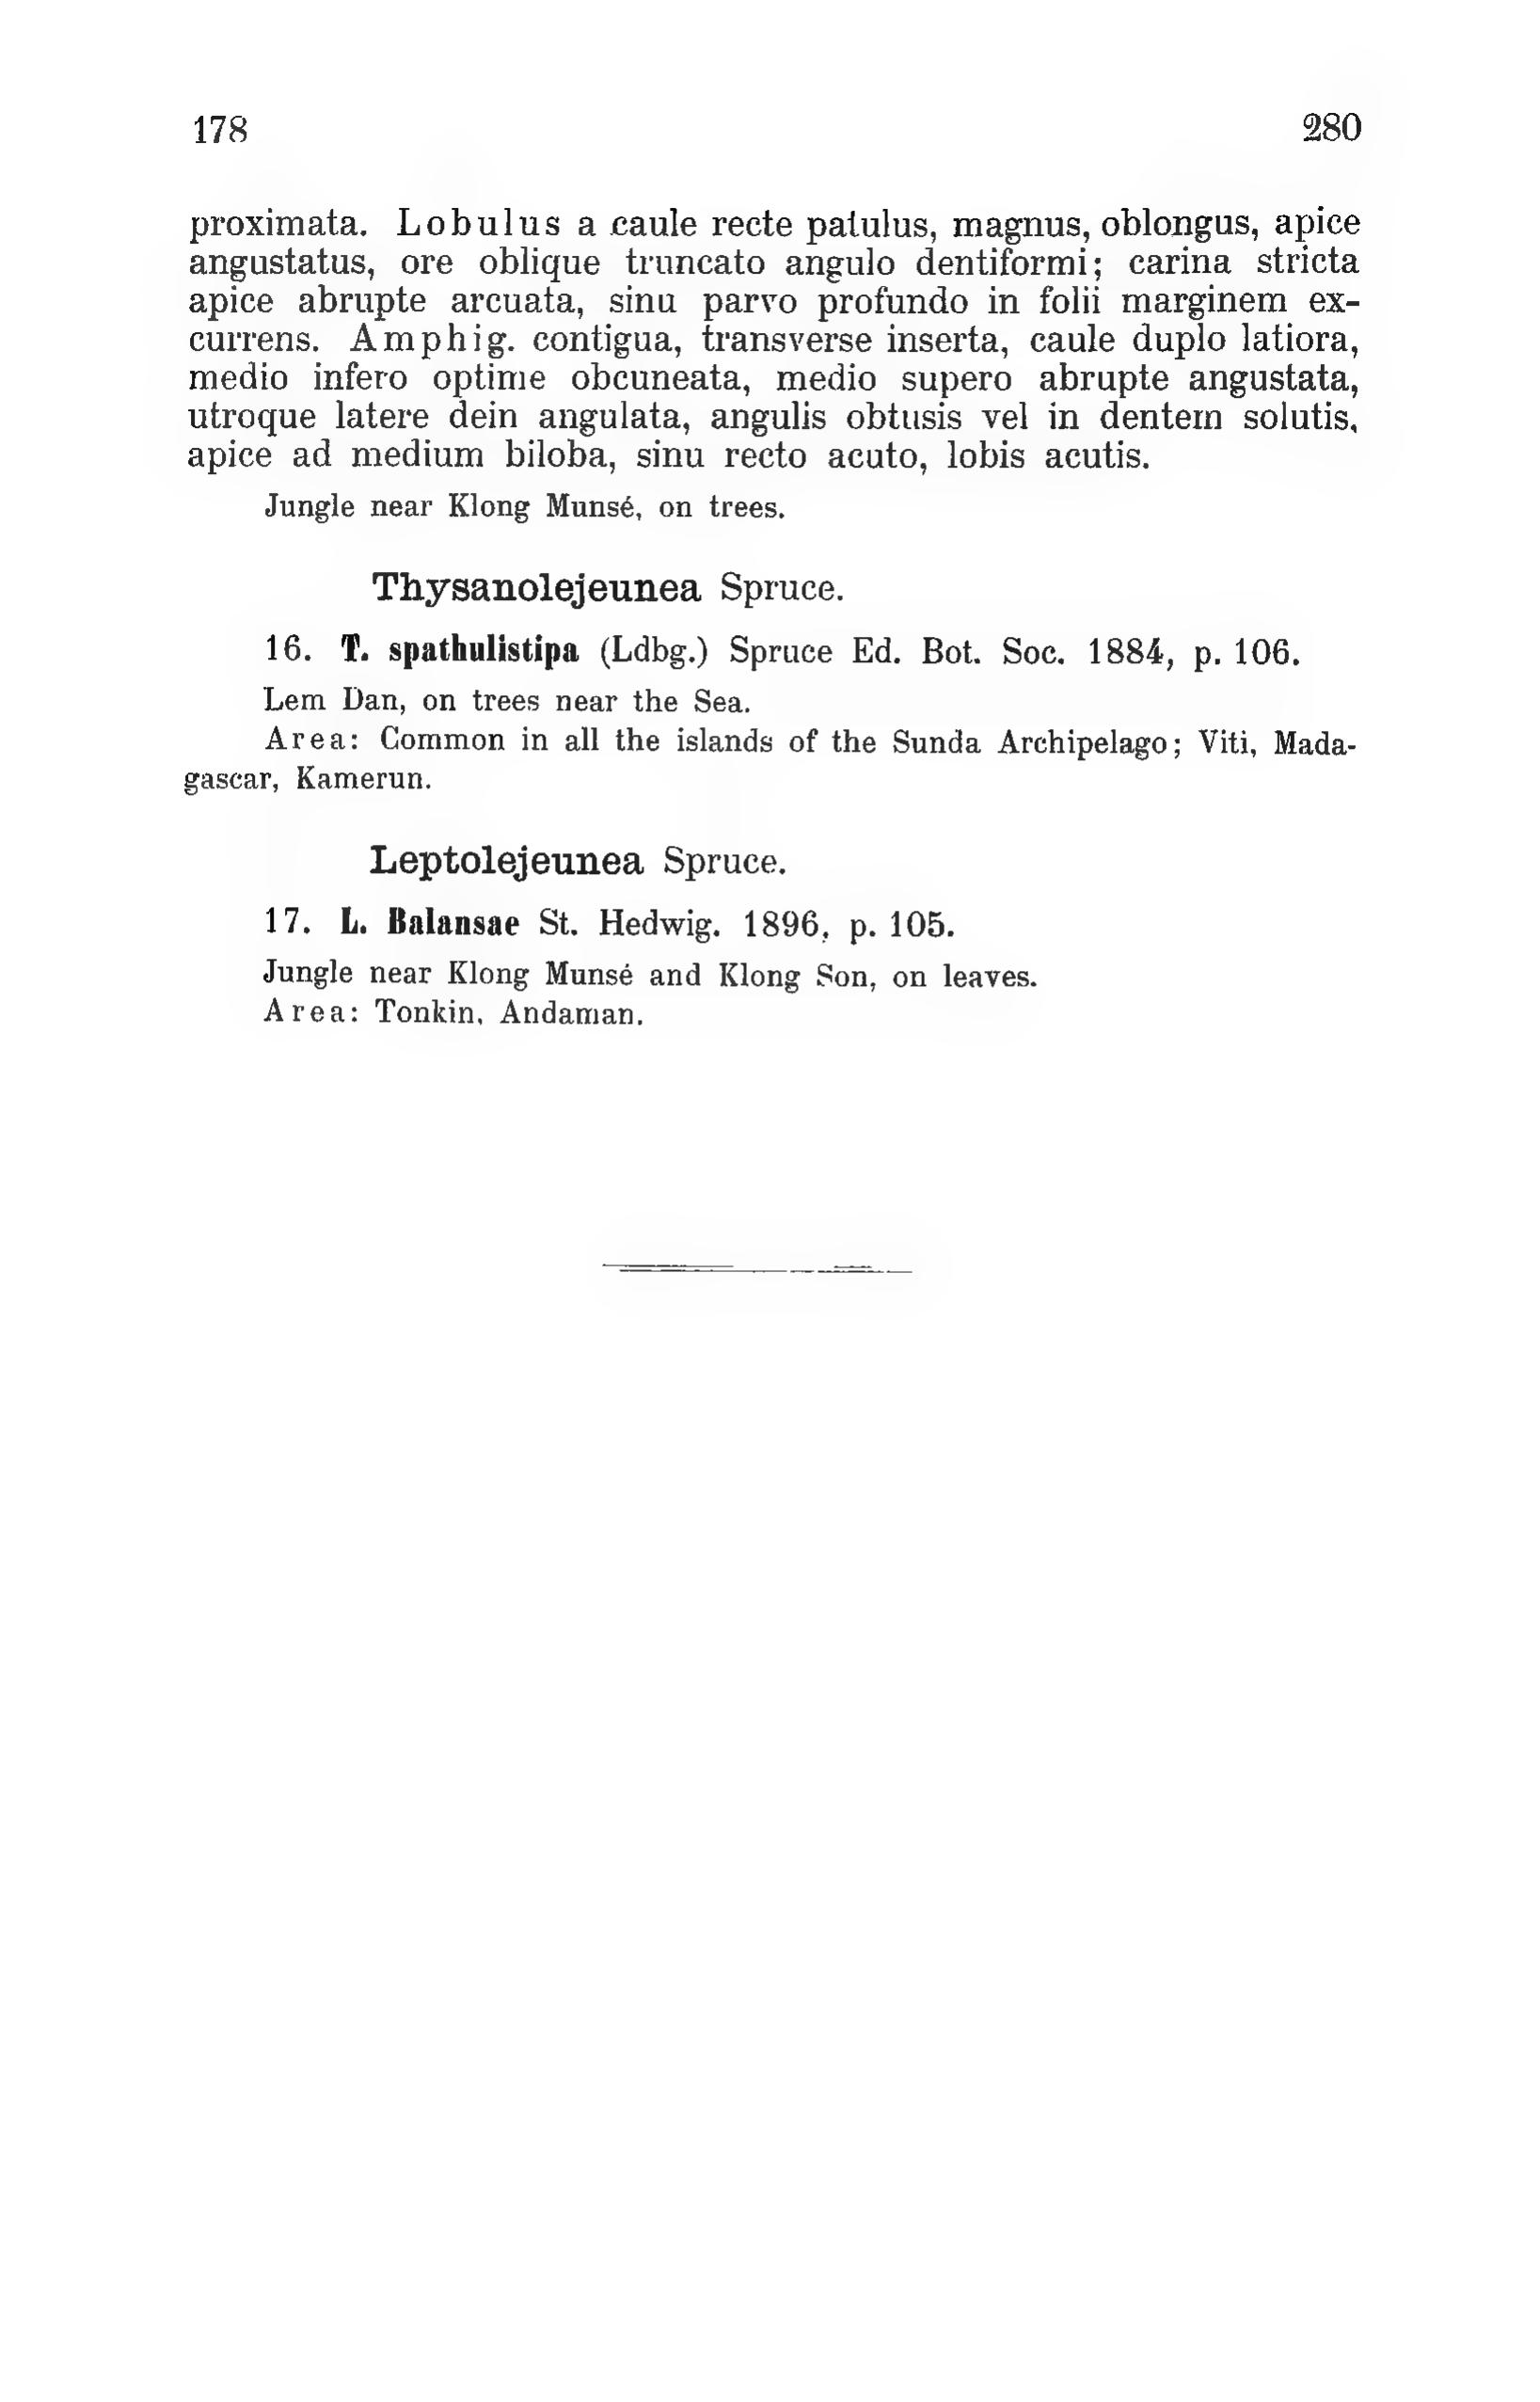 178 280
proximata. Lobulus a caule recte patulus, magnus, oblongus, apice
angustatus, ore oblique truncato angulo dentiformi; carina stricta
apice abrupte arcuata, sinu parvo profundo in folii marginem ex-
currens. Amphig. contigua, transverse inserta, caule duplo latiora,
medio infero optime obcuneata, medio supero abrupte angustata,
utroque latere dein angulata, angulis obtusis vel in dentem solutis,
apice ad medium biloba, sinu recto acuto, lobis acutis.
Jungle near Klong Munsé, on trees.
Thysanolejeunea Spruce.
16. T. spathulistipa (Ldbg.) Spruce Ed. Bot. Soc. 1884, p. 106.
Lem Dan, on trees near the Sea.
Area: Common in all the islands of the Sunda Archipelago; Viti, Mada-
gascar, Kamerun.
Leptolejeunea Spruce.
17. L. Balansae St. Hedwig. 1896, p. 105.
Jungle near Klong Munsé and Klong Son, on leaves.
Area: Tonkin, Andaman.